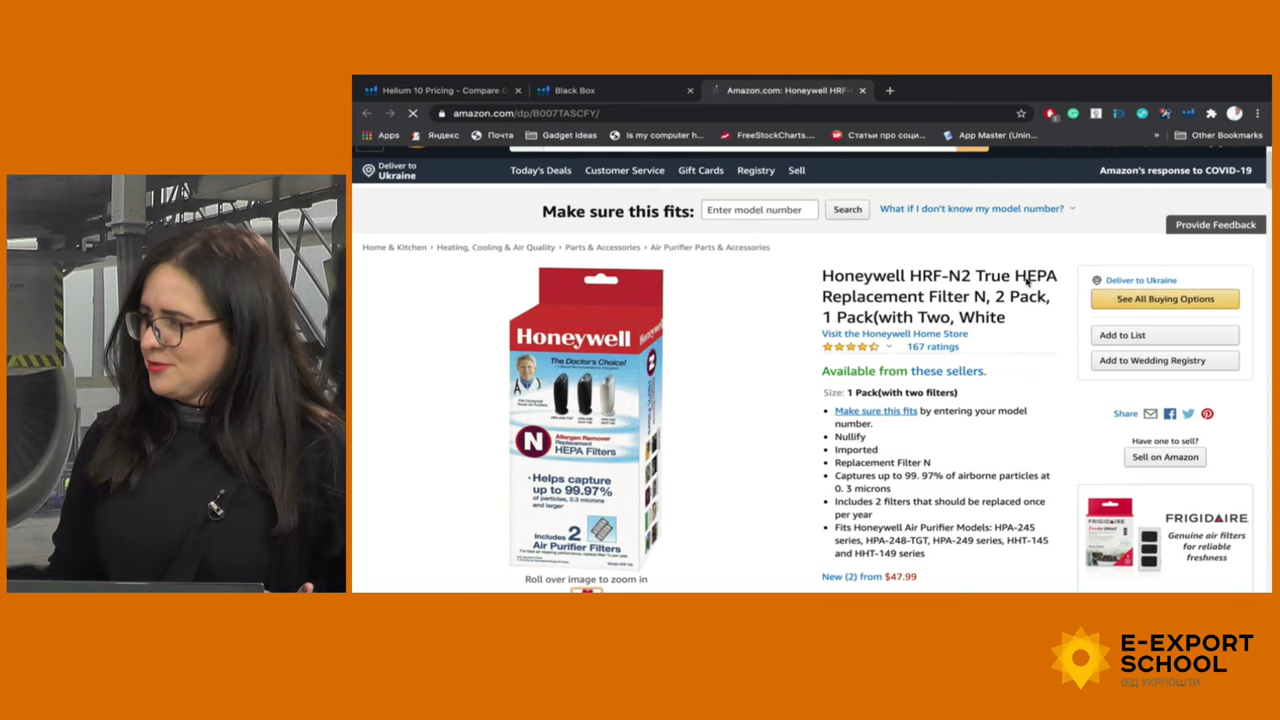 Helium 10 Pricing - Compare
Black Box
Amazon.com: Honeywell HRF-
amazon.com/dp/B007TASCFY/
Apps
Яндекс
Почта
Gadget Ideas
Is my computer h...
FreeStockCharts....
Статьи про соци...
App Master (Unin...
Other Bookmarks
Deliver to
Ukraine
Today's Deals
Customer Service
Gift Cards
Registry
Sell
Amazon's response to COVID-19
Make sure this fits:
Enter model number
Search
What if I don't know my model number?
Provide Feedback
Home & Kitchen › Heating, Cooling & Air Quality › Parts & Accessories › Air Purifier Parts & Accessories
Honeywell
The Doctor's Choice!
N
Allergen Remover
Replacement
HEPA Filters
·Helps capture
up to 99.97%
of particles, 0.3 microns
and larger
Includes 2
Air Purifier Filters
Roll over image to zoom in
Honeywell HRF-N2 True HEPA
Replacement Filter N, 2 Pack,
1 Pack(with Two, White
Visit the Honeywell Home Store
167 ratings
Available from these sellers.
Size: 1 Pack(with two filters)
• Make sure this fits by entering your model
number.
• Nullify
• Imported
• Replacement Filter N
• Captures up to 99. 97% of airborne particles at
0. 3 microns
• Includes 2 filters that should be replaced once
per year
• Fits Honeywell Air Purifier Models: HPA-245
series, HPA-248-TGT, HPA-249 series, HHT-145
and HHT-149 series
New (2) from $47.99
Deliver to Ukraine
See All Buying Options
Add to List
Add to Wedding Registry
Share
Have one to sell?
Sell on Amazon
FRIGIDAIRE
Genuine air filters
for reliable
freshness
E-EXPORT
SCHOOL
ВІД УКРПОШТИ